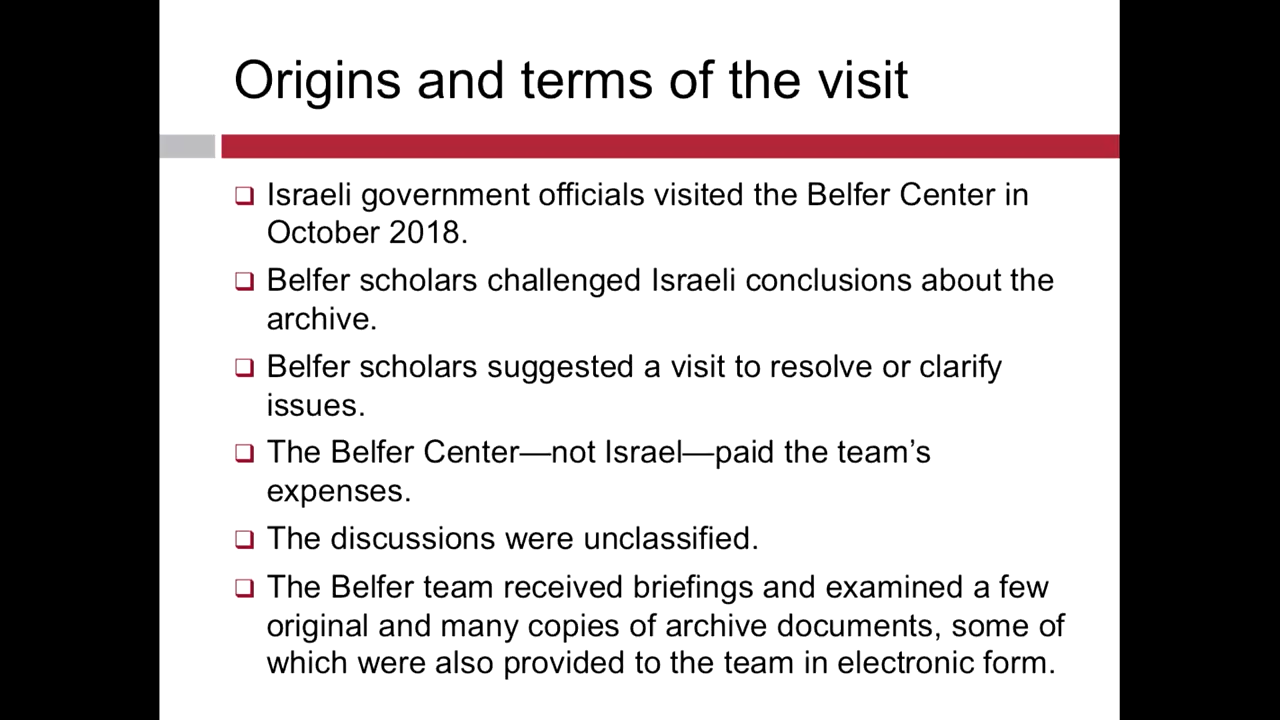 Origins and terms of the visit
Israeli government officials visited the Belfer Center in
October 2018.
Belfer scholars challenged Israeli conclusions about the
archive.
Belfer scholars suggested a visit to resolve or clarify
issues.
The Belfer Center—not Israel—paid the team’s
expenses.
The discussions were unclassified.
The Belfer team received briefings and examined a few
original and many copies of archive documents, some of
which were also provided to the team in electronic form.